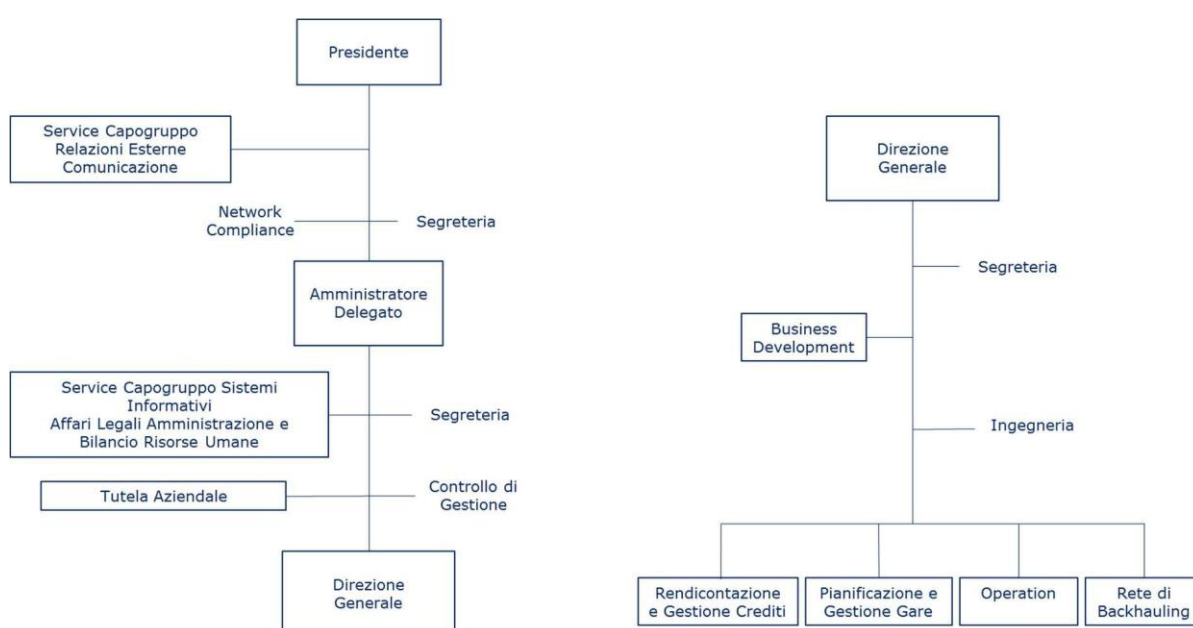 Presidente
Service Capogruppo
Relazioni Esterne
Comunicazione
Network
Compliance
Segreteria
Amministratore
Delegato
Service Capogruppo Sistemi
Informativi
Affari Legali Amministrazione e
Bilancio Risorse Umane
Segreteria
Tutela Aziendale
Controllo di
Gestione
Direzione
Generale
Direzione
Generale
Segreteria
Business
Development
Ingegneria
Rendicontazione
e Gestione Crediti
Pianificazione e
Gestione Gare
Operation
Rete di
Backhauling